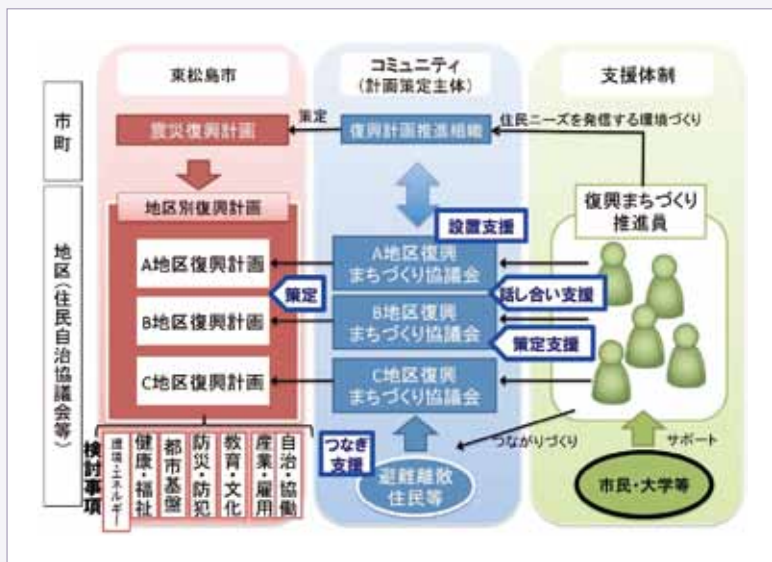 東松島市
コミュニティ
（計画策定主体）
支援体制
市町
震災復興計画
策定
復興計画推進組織
住民ニーズを発信する環境づくり
地区（住民自治協議会等）
地区別復興計画
設置支援
復興まちづくり
推進員
A地区復興計画
A地区復興
まちづくり協議会
策定
話し合い支援
B地区復興計画
B地区復興
まちづくり協議会
策定支援
C地区復興計画
C地区復興
まちづくり協議会
検討事項
環境・エネルギー
健康・福祉
都市基盤
防災・防犯
教育・文化
産業・雇用
自治・協働
つなぎ
支援
つながりづくり
サポート
避難離散
住民等
市民・大学等